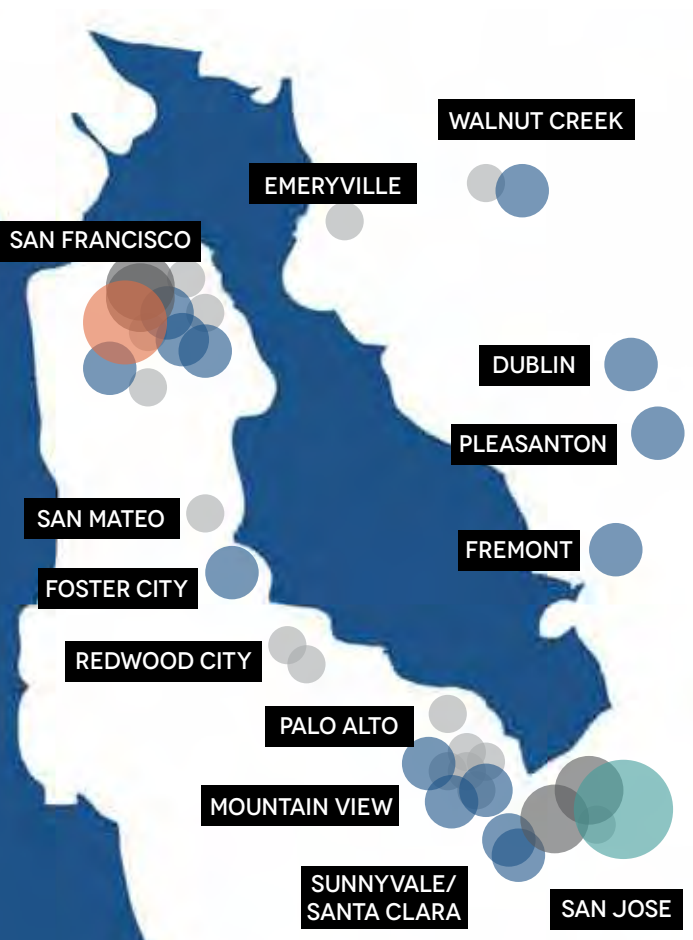 WALNUT CREEK
EMERYVILLE
SAN FRANCISCO
DUBLIN
PLEASANTON
SAN MATEO
FREMONT
FOSTER CITY
REDWOOD CITY
PALO ALTO
MOUNTAIN VIEW
SUNNYVALE/
SANTA CLARA
SAN JOSE